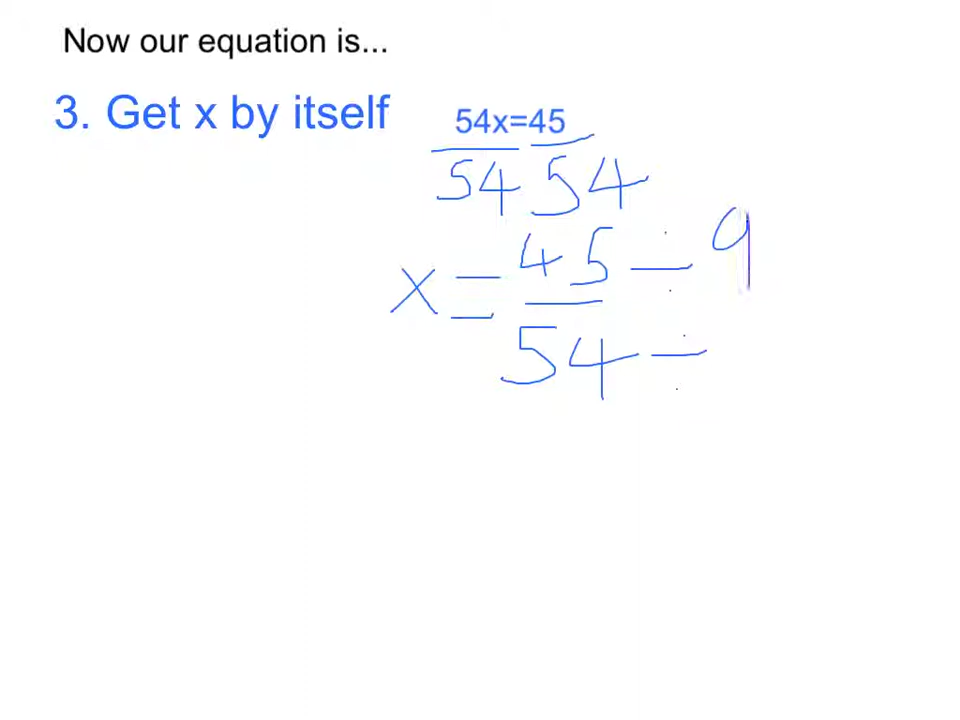 Now our equation is...
3. Get x by itself
54x=45
54 54
x = 45 ÷ 9
54 ÷